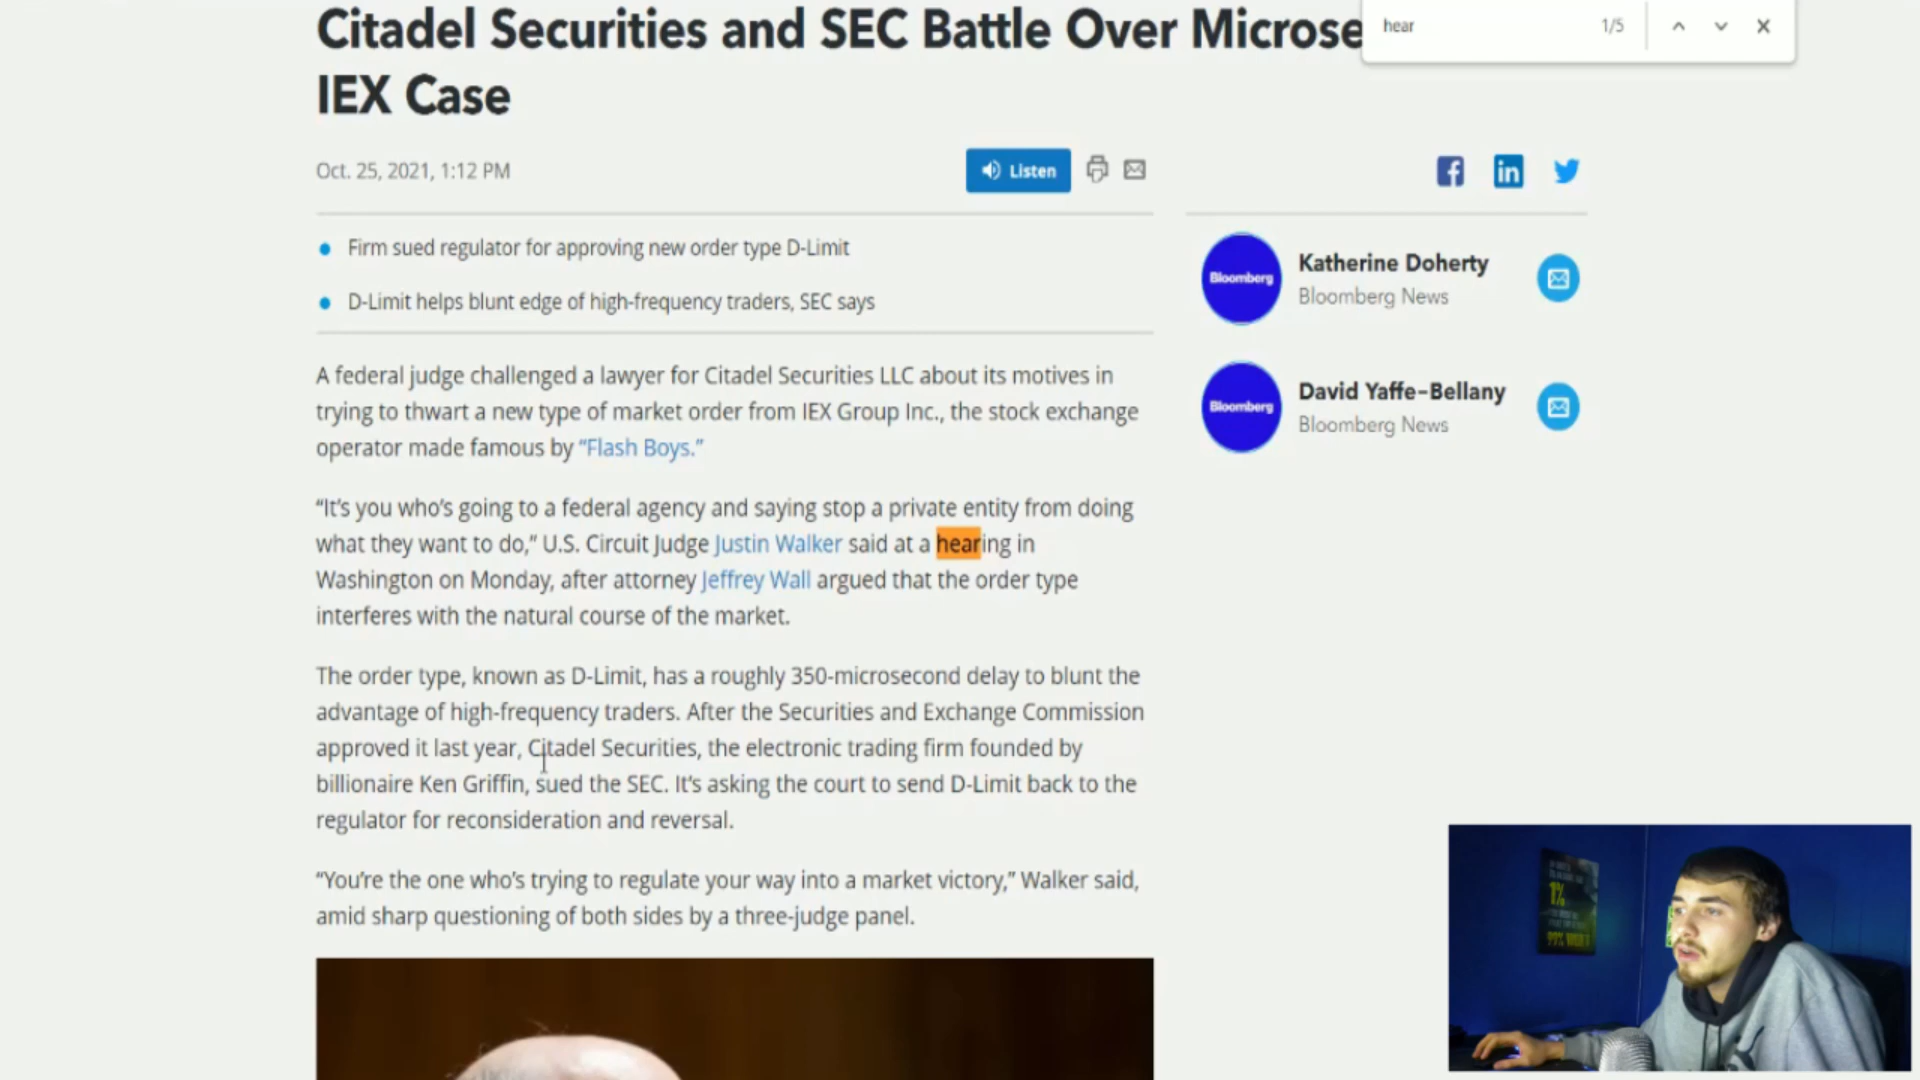 Citadel Securities and SEC Battle Over Microse
hear
1/5
IEX Case
Oct. 25, 2021, 1:12 PM
Listen
Firm sued regulator for approving new order type D-Limit
D-Limit helps blunt edge of high-frequency traders, SEC says
Bloomberg
Katherine Doherty
Bloomberg News
Bloomberg
David Yaffe-Bellany
Bloomberg News
A federal judge challenged a lawyer for Citadel Securities LLC about its motives in
trying to thwart a new type of market order from IEX Group Inc., the stock exchange
operator made famous by “Flash Boys.”
“It’s you who’s going to a federal agency and saying stop a private entity from doing
what they want to do,” U.S. Circuit Judge Justin Walker said at a hearing in
Washington on Monday, after attorney Jeffrey Wall argued that the order type
interferes with the natural course of the market.
The order type, known as D-Limit, has a roughly 350-microsecond delay to blunt the
advantage of high-frequency traders. After the Securities and Exchange Commission
approved it last year, Citadel Securities, the electronic trading firm founded by
billionaire Ken Griffin, sued the SEC. It’s asking the court to send D-Limit back to the
regulator for reconsideration and reversal.
“You’re the one who’s trying to regulate your way into a market victory,” Walker said,
amid sharp questioning of both sides by a three-judge panel.
1%
99%